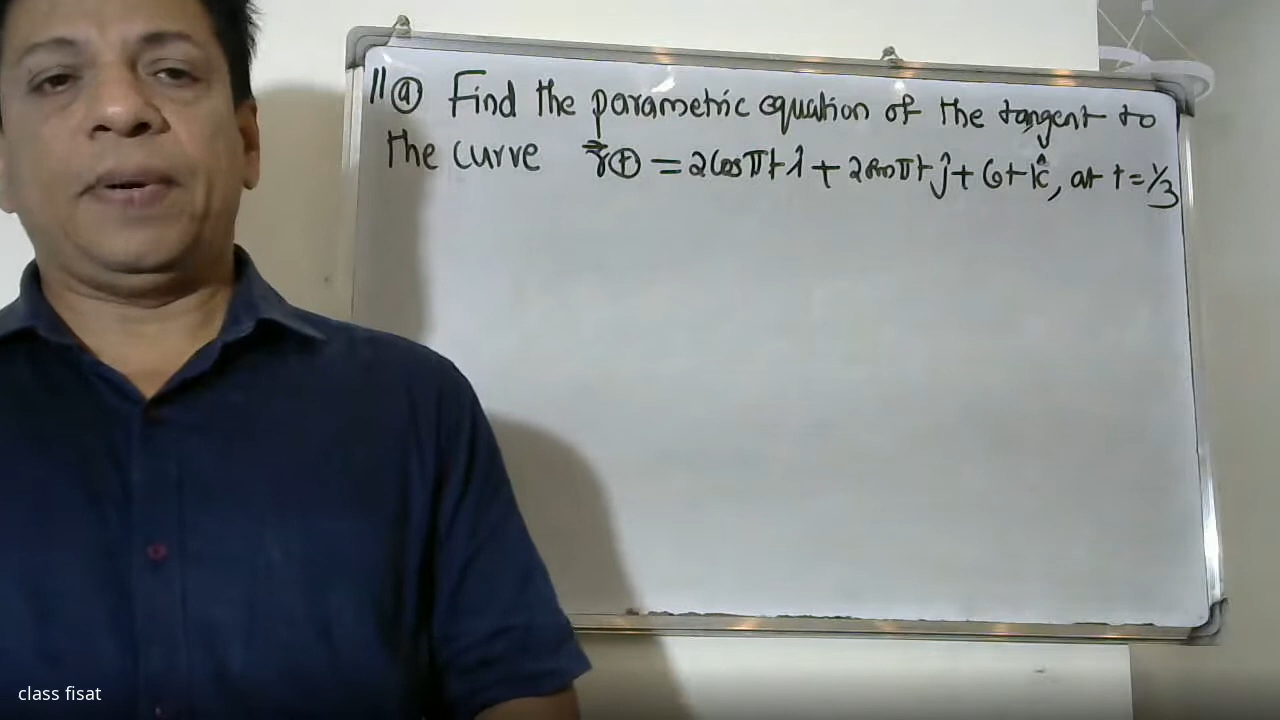 11 ⓐ Find the parametric equation of the tangent to
the curve r⃗(t) = 2cosπt î + 2sinπt ĵ + 6t k̂, at t = 1/3
class fisat